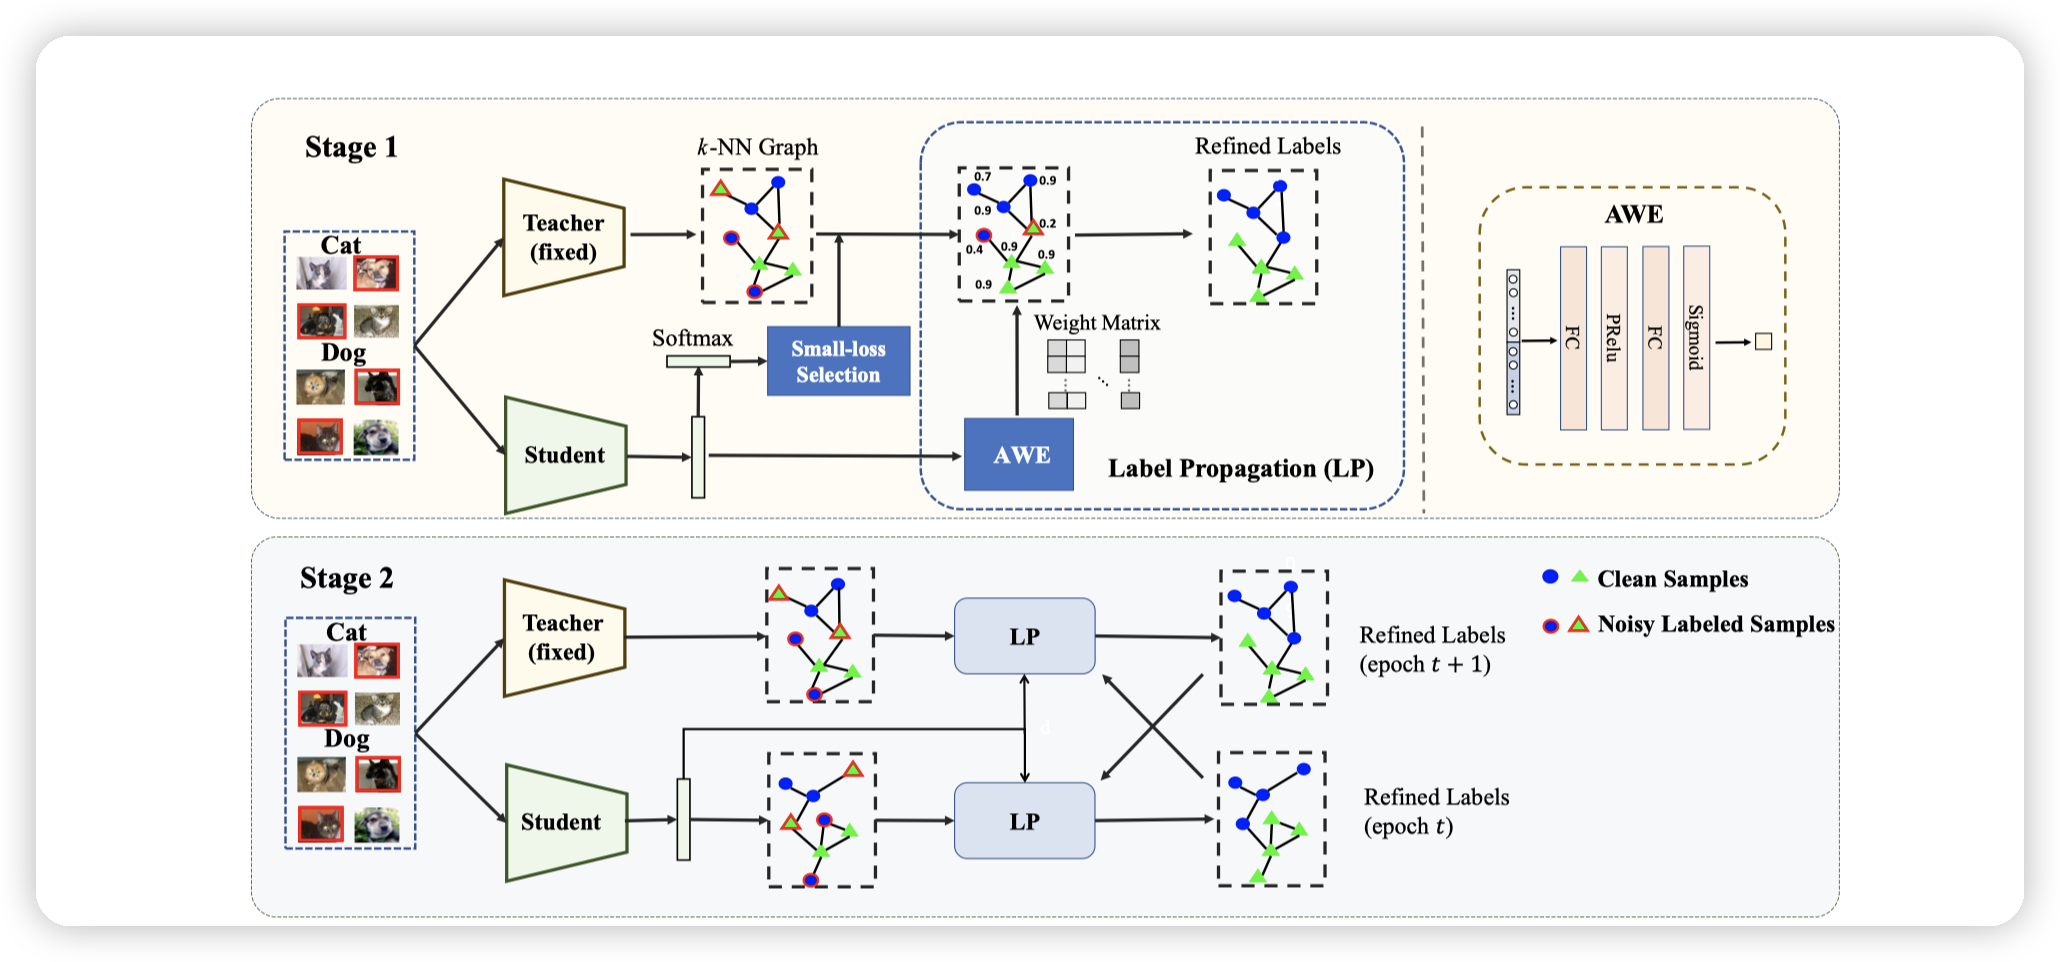 Stage 1
Cat
Dog
Teacher
(fixed)
Student
k-NN Graph
Softmax
Small-loss
Selection
0.7
0.9
0.9
0.2
0.4
0.9
0.9
0.9
Weight Matrix
AWE
Refined Labels
Label Propagation (LP)
AWE
FC
PRelu
FC
Sigmoid
Stage 2
Cat
Dog
Teacher
(fixed)
Student
LP
d
LP
Refined Labels
(epoch t + 1)
Refined Labels
(epoch t)
Clean Samples
Noisy Labeled Samples